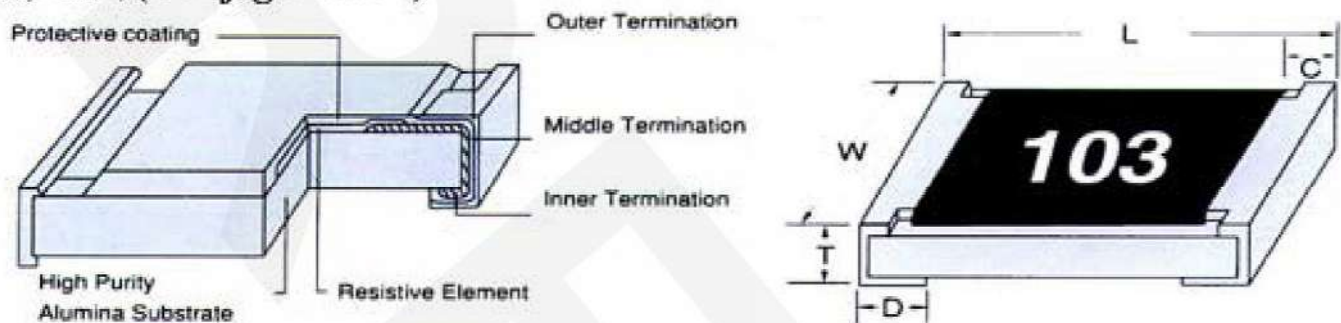 Protective coating
Outer Termination
Middle Termination
Inner Termination
High Purity
Alumina Substrate
Resistive Element
L
C
W
103
T
D